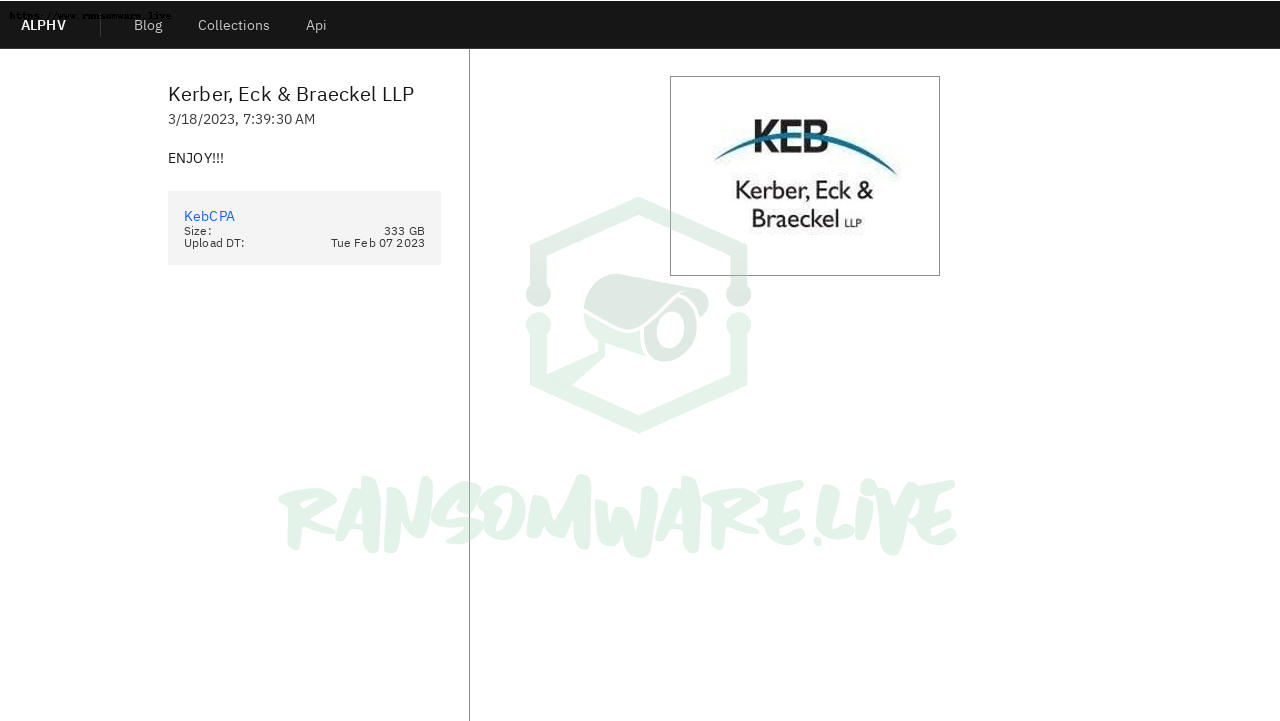 https://www.ransomware.live
ALPHV
Blog
Collections
Api
Kerber, Eck & Braeckel LLP
3/18/2023, 7:39:30 AM
ENJOY!!!
KebCPA
Size: 333 GB
Upload DT: Tue Feb 07 2023
KEB
Kerber, Eck &
Braeckel LLP
RANSOMWARE.LIVE